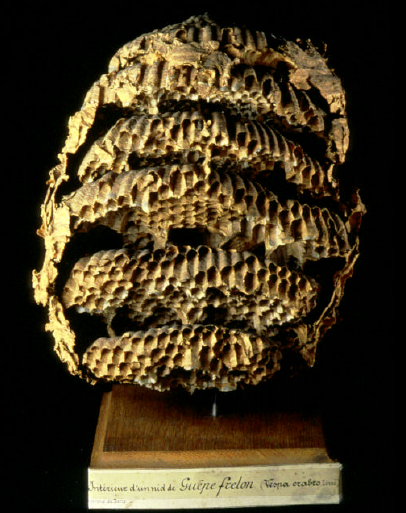 Intérieur d'un nid de Guêpe frelon (Vespa crabro Linné)